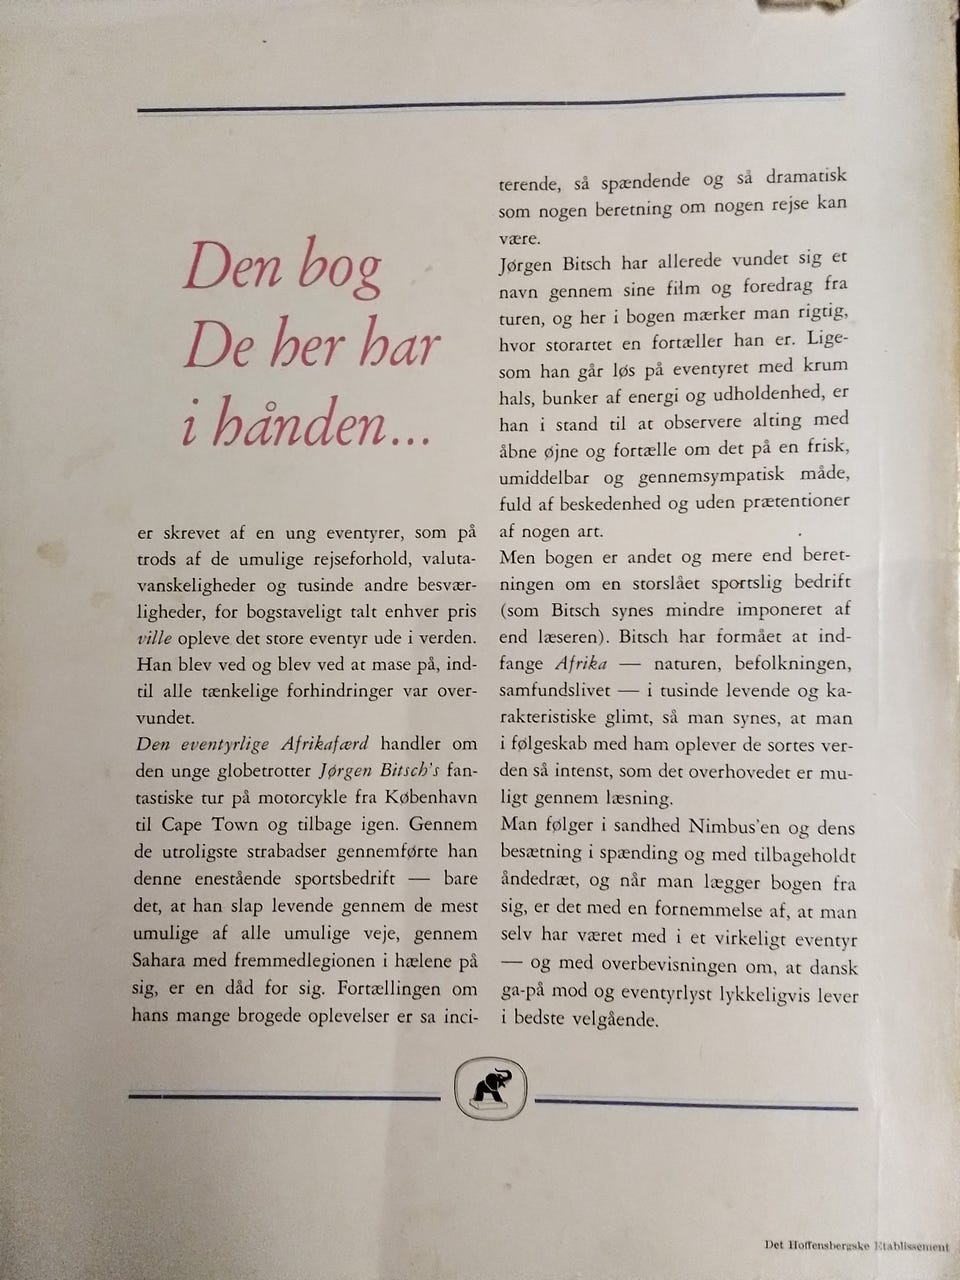 Den bog
De her har
i hånden...
er skrevet af en ung eventyrer, som på
trods af de umulige rejseforhold, valuta-
vanskeligheder og tusinde andre besvær-
ligheder, for bogstaveligt talt enhver pris
ville opleve det store eventyr ude i verden.
Han blev ved og blev ved at mase på, ind-
til alle tænkelige forhindringer var over-
vundet.
Den eventyrlige Afrikafærd handler om
den unge globetrotter Jørgen Bitsch's fan-
tastiske tur på motorcykle fra København
til Cape Town og tilbage igen. Gennem
de utroligste strabadser gennemførte han
denne enestående sportsbedrift — bare
det, at han slap levende gennem de mest
umulige af alle umulige veje, gennem
Sahara med fremmedlegionen i hælene på
sig, er en dåd for sig. Fortællingen om
hans mange brogede oplevelser er sa inci-
terende, så spændende og så dramatisk
som nogen beretning om nogen rejse kan
være.
Jørgen Bitsch har allerede vundet sig et
navn gennem sine film og foredrag fra
turen, og her i bogen mærker man rigtig,
hvor storartet en fortæller han er. Lige-
som han går løs på eventyret med krum
hals, bunker af energi og udholdenhed, er
han i stand til at observere alting med
åbne øjne og fortælle om det på en frisk,
umiddelbar og gennemsympatisk måde,
fuld af beskedenhed og uden prætentioner
af nogen art.
Men bogen er andet og mere end beret-
ningen om en storslået sportslig bedrift
(som Bitsch synes mindre imponeret af
end læseren). Bitsch har formået at ind-
fange Afrika — naturen, befolkningen,
samfundslivet — i tusinde levende og ka-
rakteristiske glimt, så man synes, at man
i følgeskab med ham oplever de sortes ver-
den så intenst, som det overhovedet er mu-
ligt gennem læsning.
Man følger i sandhed Nimbus'en og dens
besætning i spænding og med tilbageholdt
åndedræt, og når man lægger bogen fra
sig, er det med en fornemmelse af, at man
selv har været med i et virkeligt eventyr
— og med overbevisningen om, at dansk
ga-på mod og eventyrlyst lykkeligvis lever
i bedste velgående.
Det Hoffensbergske Etablissement